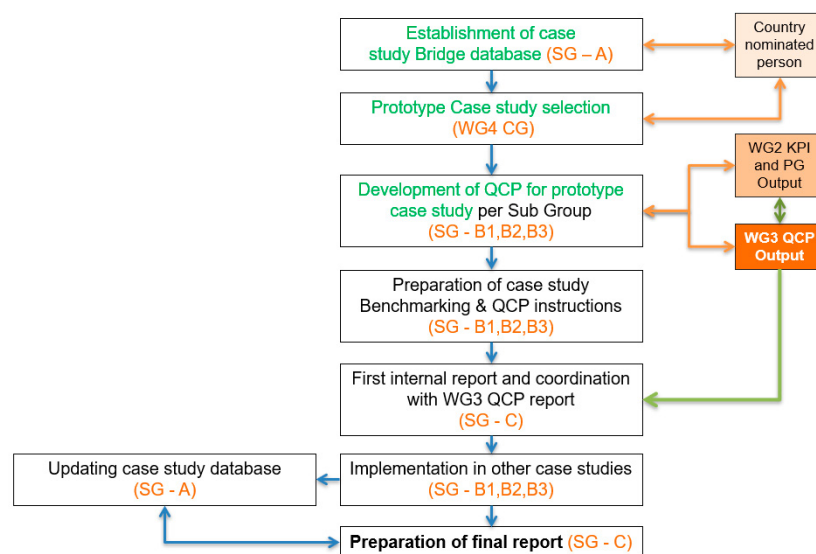 Establishment of case
study Bridge database (SG – A)
Country
nominated
person
Prototype Case study selection
(WG4 CG)
WG2 KPI
and PG
Output
Development of QCP for prototype
case study per Sub Group
(SG - B1,B2,B3)
WG3 QCP
Output
Preparation of case study
Benchmarking & QCP instructions
(SG - B1,B2,B3)
First internal report and coordination
with WG3 QCP report
(SG - C)
Updating case study database
(SG - A)
Implementation in other case studies
(SG - B1,B2,B3)
Preparation of final report (SG - C)